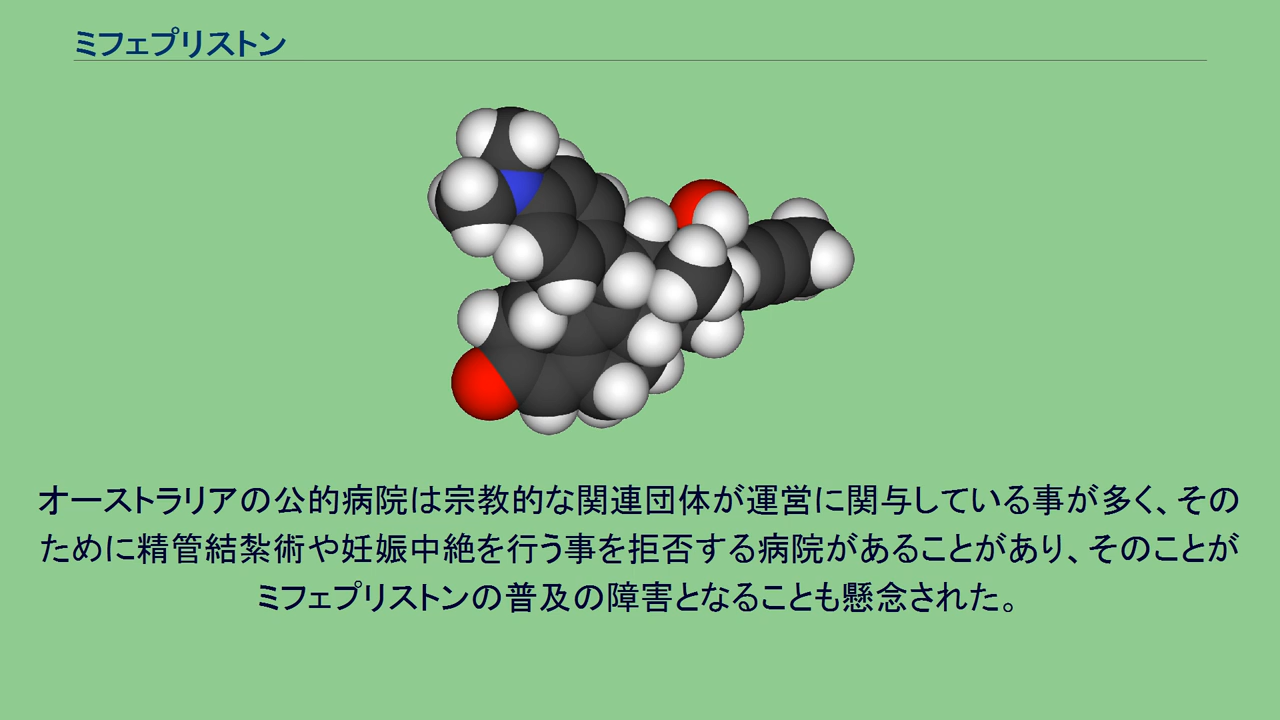 ミフェプリストン
オーストラリアの公的病院は宗教的な関連団体が運営に関与している事が多く、その
ために精管結紮術や妊娠中絶を行う事を拒否する病院があることがあり、そのことが
ミフェプリストンの普及の障害となることも懸念された。